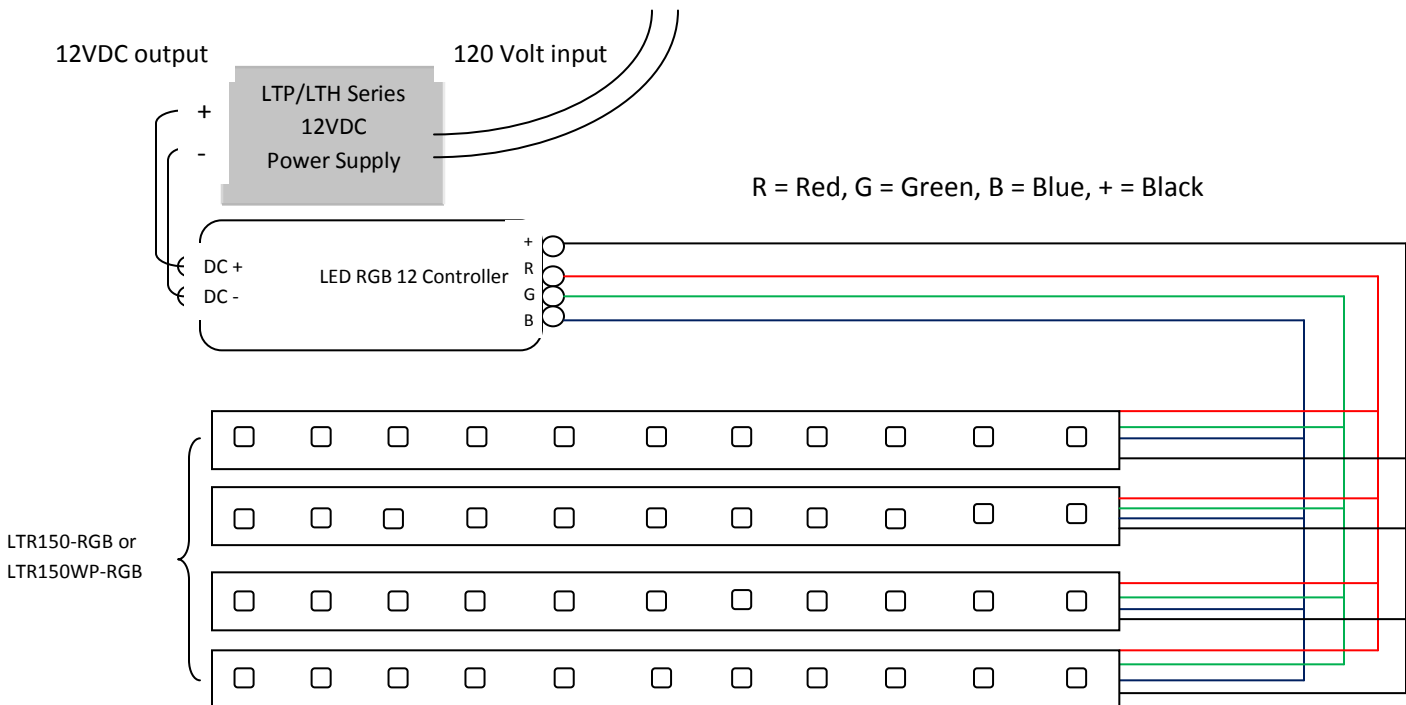 12VDC output
120 Volt input
LTP/LTH Series
12VDC
Power Supply
+
-
R = Red, G = Green, B = Blue, + = Black
DC +
DC -
LED RGB 12 Controller
+
R
G
B
LTR150-RGB or
LTR150WP-RGB